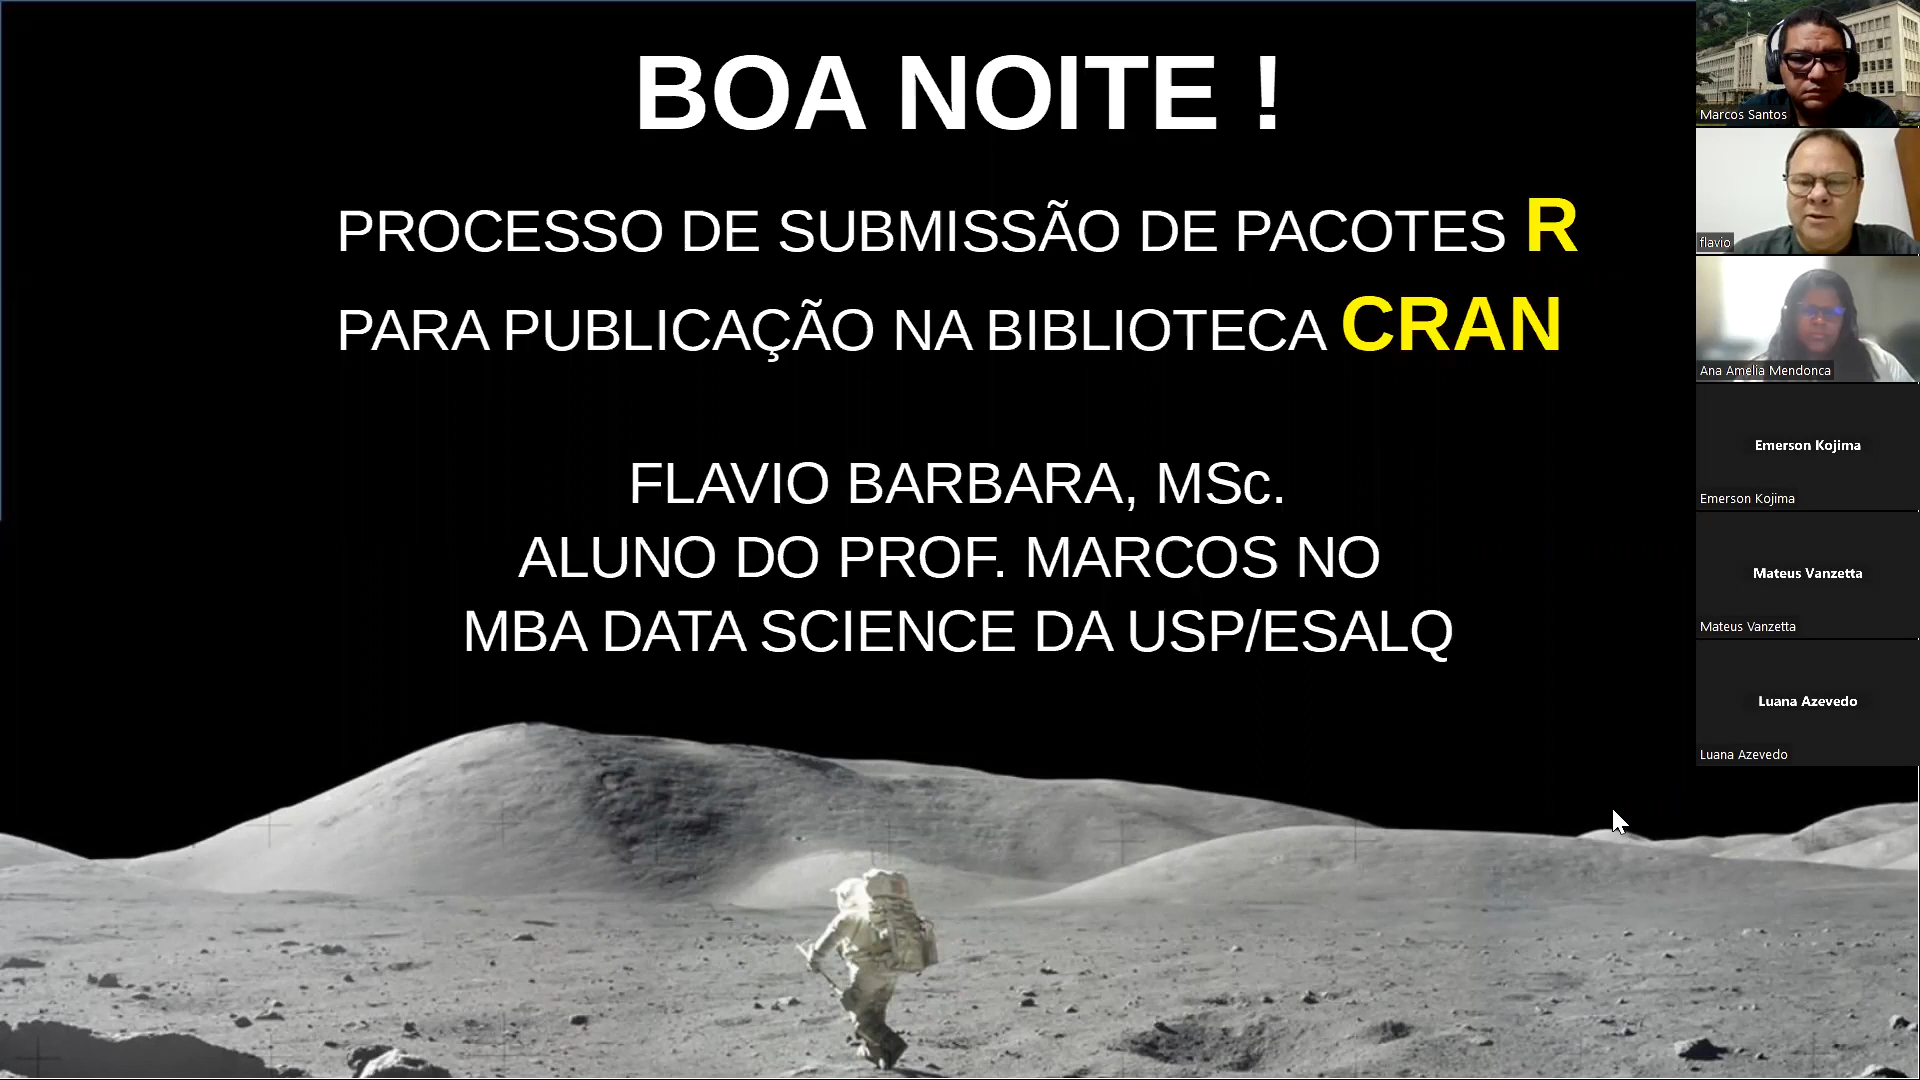 BOA NOITE !
PROCESSO DE SUBMISSÃO DE PACOTES R
PARA PUBLICAÇÃO NA BIBLIOTECA CRAN
FLAVIO BARBARA, MSc.
ALUNO DO PROF. MARCOS NO
MBA DATA SCIENCE DA USP/ESALQ
Marcos Santos
flavio
Ana Amelia Mendonca
Emerson Kojima
Emerson Kojima
Mateus Vanzetta
Mateus Vanzetta
Luana Azevedo
Luana Azevedo